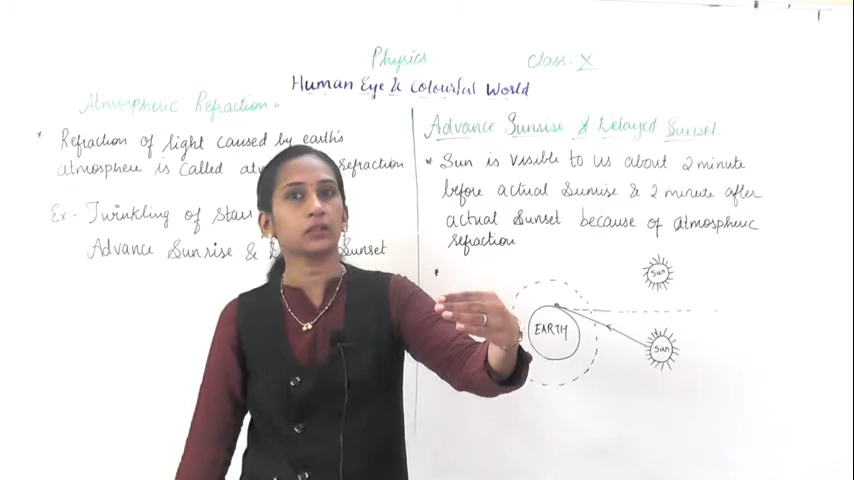 Physics Class-X
Human Eye & Colourful World
Atmospheric Refraction -
* Refraction of light caused by earth's
atmosphere is called refraction
Ex- Twinkling of Stars
Advance Sunrise & Sunset
Advance Sunrise & Delayed Sunset
* Sun is visible to us about 2 minute
before actual Sunrise & 2 minute after
actual Sunset because of atmospheric
refraction
*
Sun
EARTH
Sun